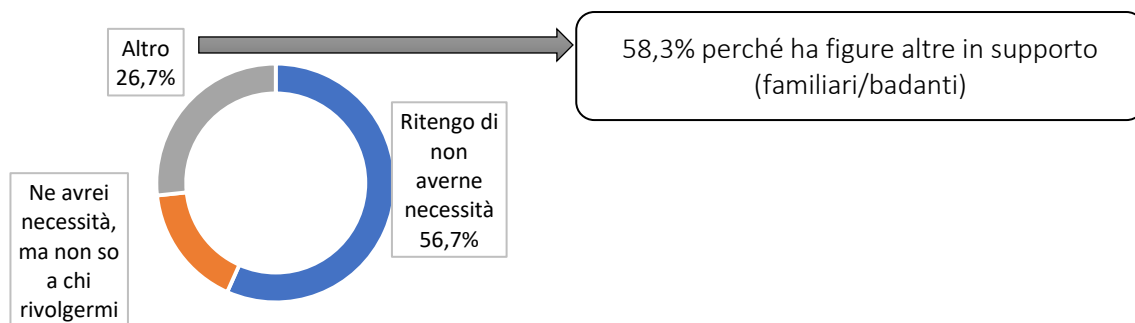 Altro
26,7%
58,3% perché ha figure altre in supporto
(familiari/badanti)
Ritengo di
non
averne
necessità
56,7%
Ne avrei
necessità,
ma non so
a chi
rivolgermi